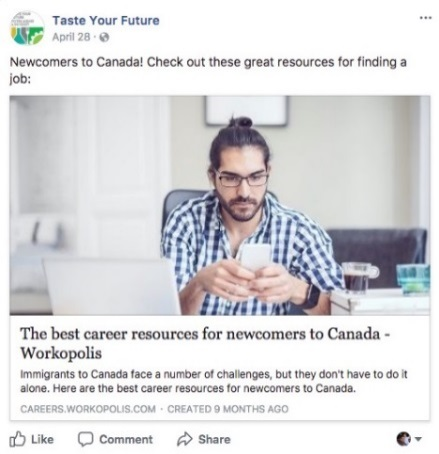 Taste Your Future
April 28 ·
Newcomers to Canada! Check out these great resources for finding a
job:
The best career resources for newcomers to Canada -
Workopolis
Immigrants to Canada face a number of challenges, but they don't have to do it
alone. Here are the best career resources for newcomers to Canada.
CAREERS.WORKOPOLIS.COM · CREATED 9 MONTHS AGO
Like Comment Share